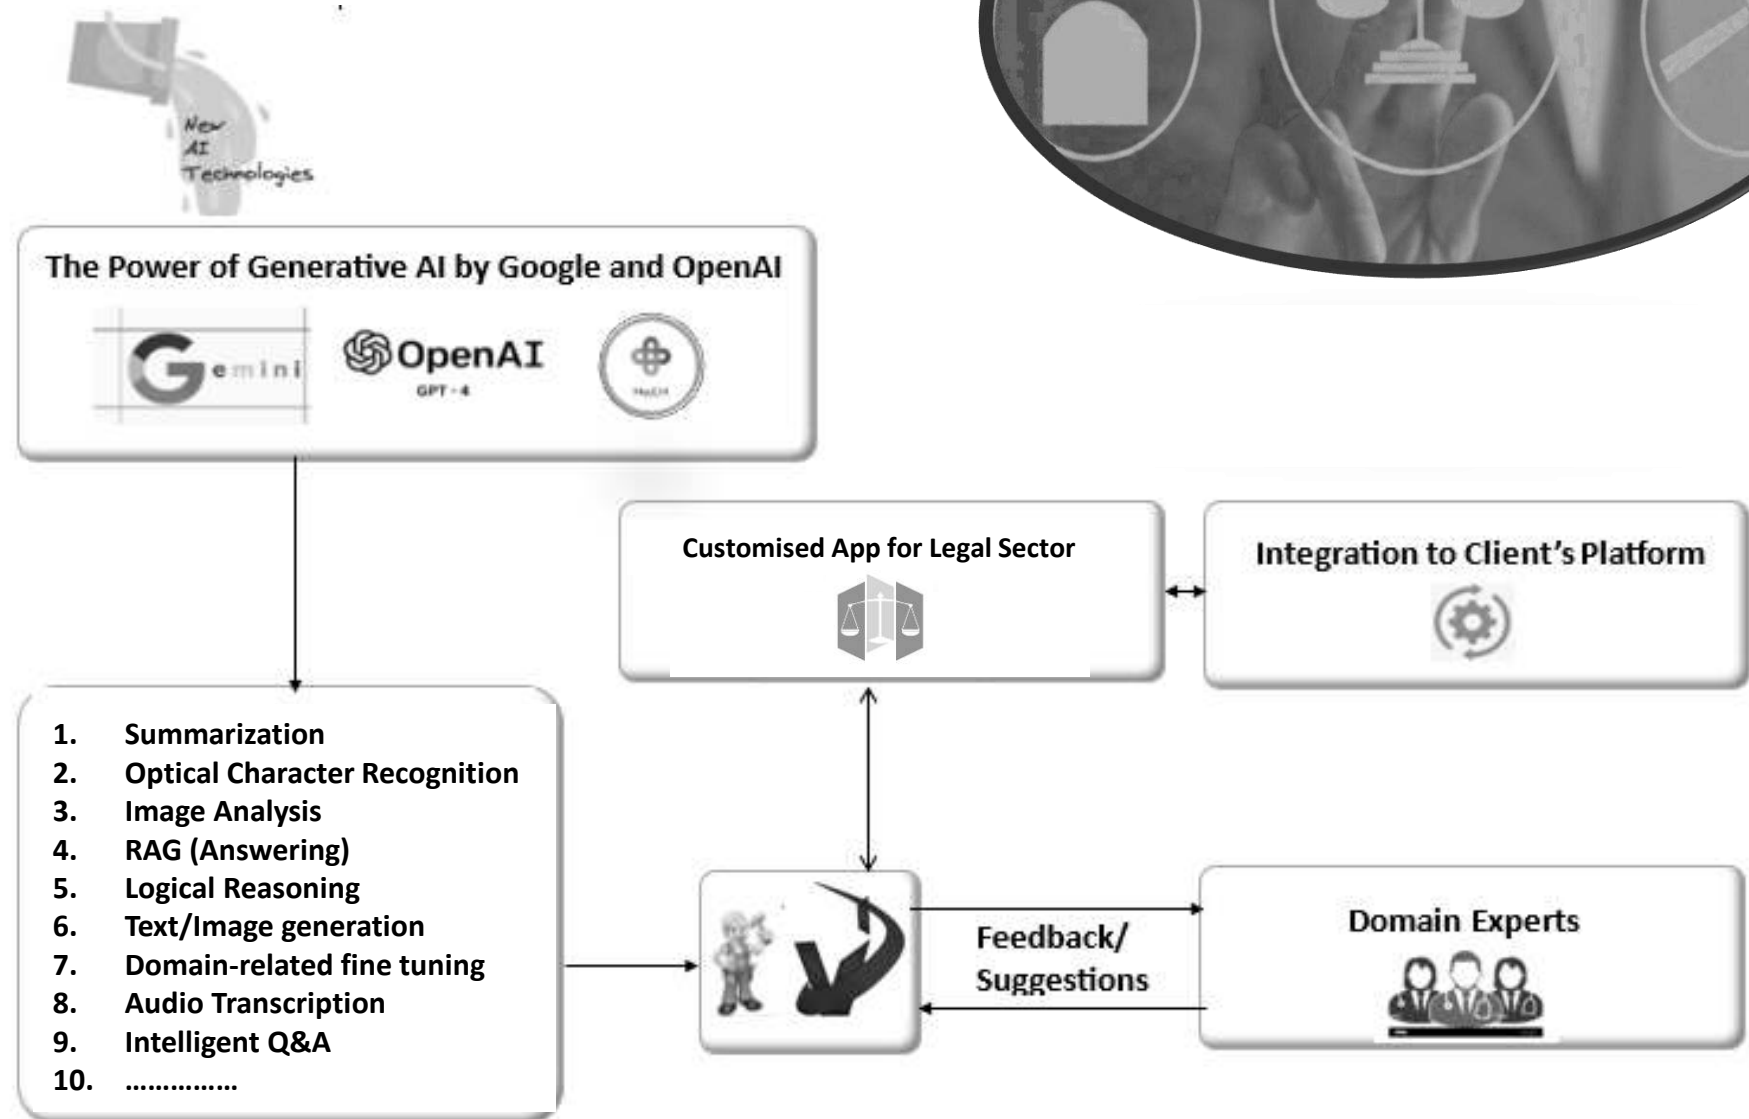 New
AI
Technologies
The Power of Generative AI by Google and OpenAI
Gemini
OpenAI
GPT - 4
Customised App for Legal Sector
Integration to Client's Platform
1. Summarization
2. Optical Character Recognition
3. Image Analysis
4. RAG (Answering)
5. Logical Reasoning
6. Text/Image generation
7. Domain-related fine tuning
8. Audio Transcription
9. Intelligent Q&A
10. ...............
Feedback/
Suggestions
Domain Experts